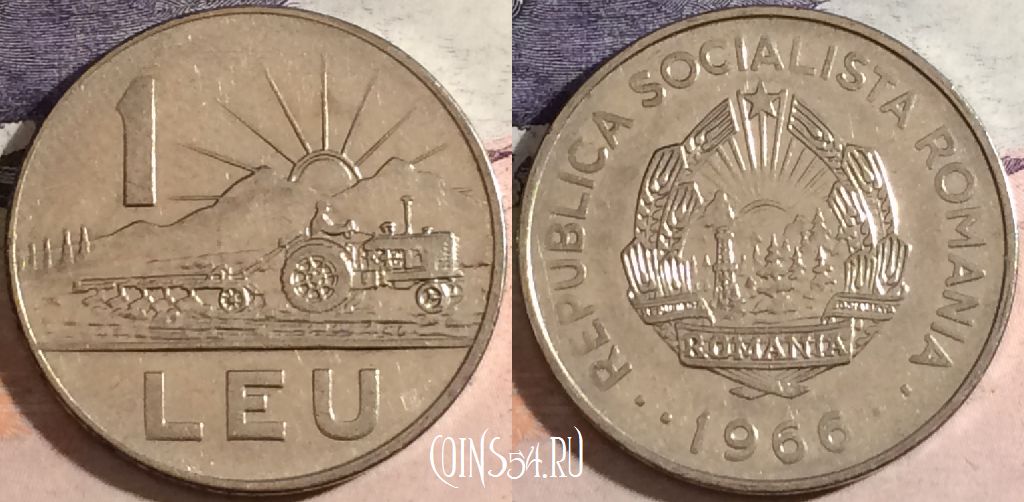 1
LEU
REPUBLICA SOCIALISTA ROMANIA
ROMANIA
1966
COINS54.RU